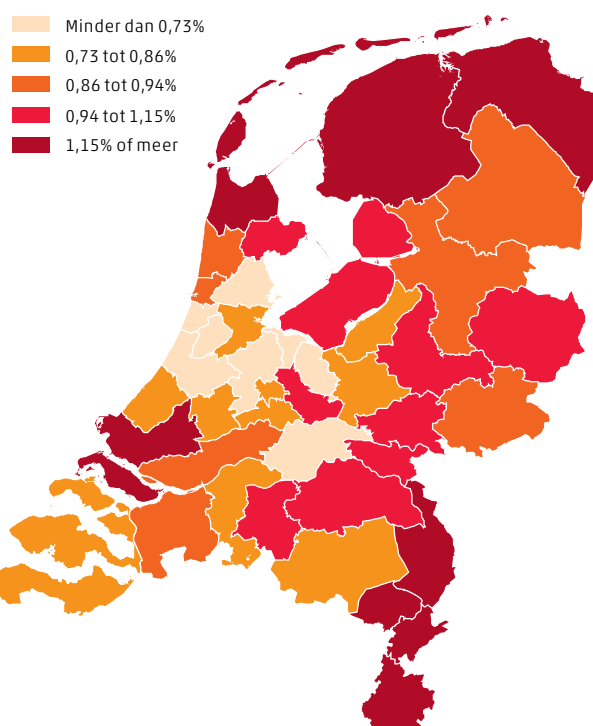 Minder dan 0,73%
0,73 tot 0,86%
0,86 tot 0,94%
0,94 tot 1,15%
1,15% of meer